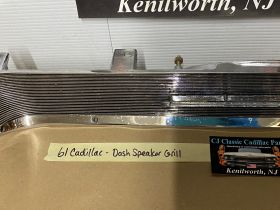 Kenilworth, NJ
61 Cadillac - Dash Speaker Grill
CJ Classic Cadillac Parts
Kenilworth, NJ